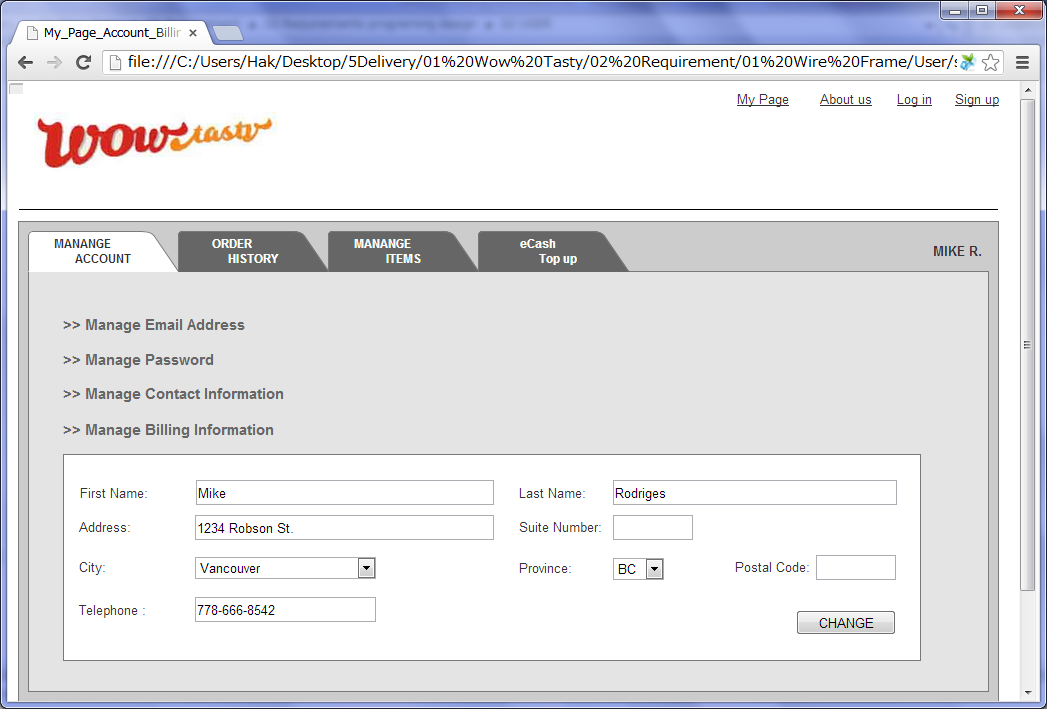 My_Page_Account_Billin
file:///C:/Users/Hak/Desktop/5Delivery/01%20Wow%20Tasty/02%20Requirement/01%20Wire%20Frame/User/s
My Page About us Log in Sign up
wow tasty
MANANGE ACCOUNT
ORDER HISTORY
MANANGE ITEMS
eCash Top up
MIKE R.
>> Manage Email Address
>> Manage Password
>> Manage Contact Information
>> Manage Billing Information
First Name: Mike Last Name: Rodriges
Address: 1234 Robson St. Suite Number:
City: Vancouver Province: BC Postal Code:
Telephone : 778-666-8542
CHANGE